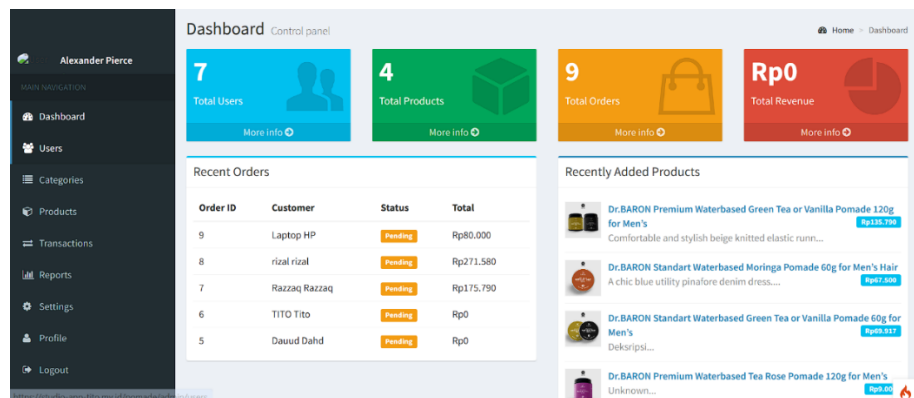 Dashboard Control panel
Home > Dashboard
Alexander Pierce
MAIN NAVIGATION
Dashboard
Users
Categories
Products
Transactions
Reports
Settings
Profile
Logout
7
Total Users
More info
4
Total Products
More info
9
Total Orders
More info
Rp0
Total Revenue
More info
Recent Orders
Order ID Customer Status Total
9 Laptop HP Pending Rp80.000
8 rizal rizal Pending Rp271.580
7 Razzaq Razzaq Pending Rp175.790
6 TITO Tito Pending Rp0
5 Dauud Dahd Pending Rp0
Recently Added Products
Dr.BARON Premium Waterbased Green Tea or Vanilla Pomade 120g
for Men's Rp135.790
Comfortable and stylish beige knitted elastic runn...
Dr.BARON Standart Waterbased Moringa Pomade 60g for Men's Hair
A chic blue utility pinafore denim dress.... Rp67.500
Dr.BARON Standart Waterbased Green Tea or Vanilla Pomade 60g for
Men's Rp69.917
Deksripsi...
Dr.BARON Premium Waterbased Tea Rose Pomade 120g for Men's
Unknown...